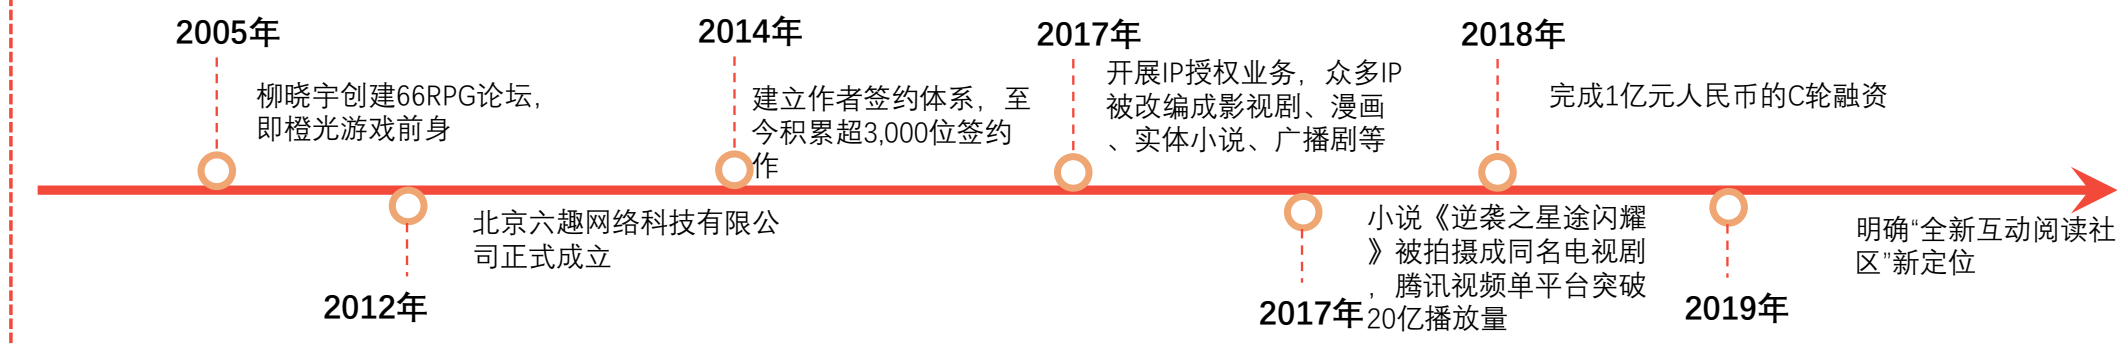 2005年
柳晓宇创建66RPG论坛，
即橙光游戏前身
2012年
北京六趣网络科技有限公
司正式成立
2014年
建立作者签约体系，至
今积累超3,000位签约
作
2017年
开展IP授权业务，众多IP
被改编成影视剧、漫画
、实体小说、广播剧等
2017年
小说《逆袭之星途闪耀
》被拍摄成同名电视剧
，腾讯视频单平台突破
20亿播放量
2018年
完成1亿元人民币的C轮融资
2019年
明确“全新互动阅读社
区”新定位